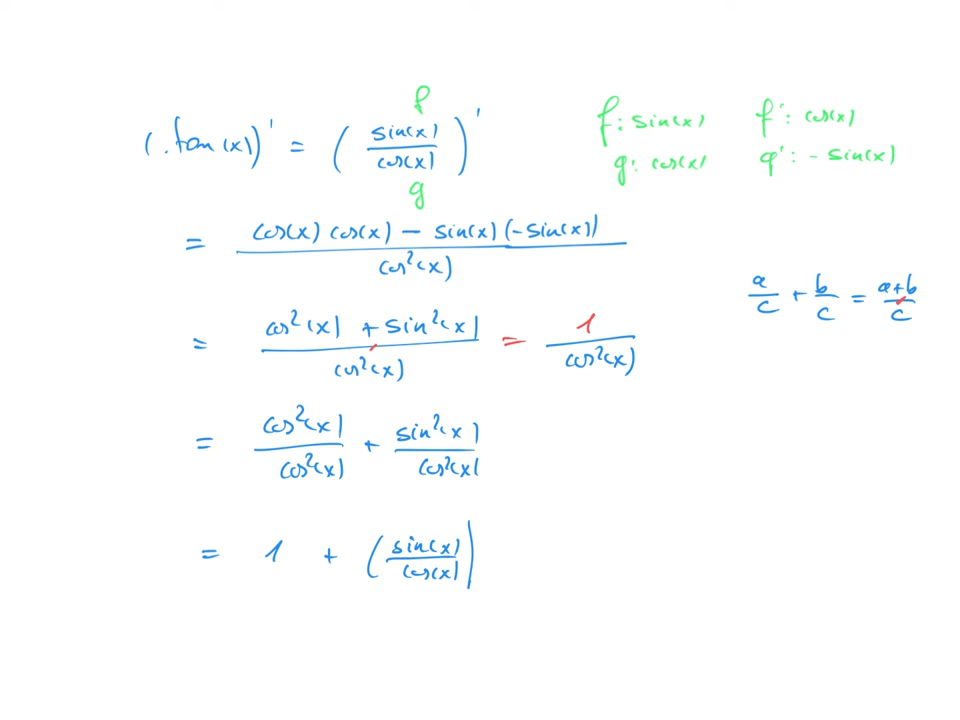 f
(.tan(x))' = (sin(x)/cos(x))'
g
f: sin(x) f': cos(x)
g: cos(x) g': - sin(x)
= (cos(x) cos(x) - sin(x) (-sin(x)))/cos²(x)
a/c + b/c = (a+b)/c
= (cos²(x) + sin²(x))/cos²(x) = 1/cos²(x)
= cos²(x)/cos²(x) + sin²(x)/cos²(x)
= 1 + (sin(x)/cos(x))